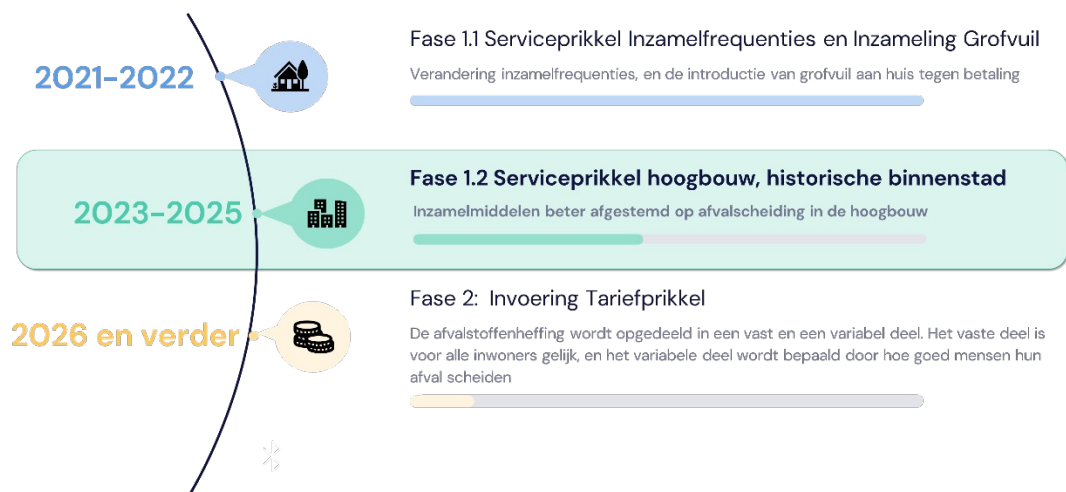 2021-2022
Fase 1.1 Serviceprikkel Inzamelfrequenties en Inzameling Grofvuil
Verandering inzamelfrequenties, en de introductie van grofvuil aan huis tegen betaling
2023-2025
Fase 1.2 Serviceprikkel hoogbouw, historische binnenstad
Inzamelmiddelen beter afgestemd op afvalscheiding in de hoogbouw
2026 en verder
Fase 2: Invoering Tariefprikkel
De afvalstoffenheffing wordt opgedeeld in een vast en een variabel deel. Het vaste deel is
voor alle inwoners gelijk, en het variabele deel wordt bepaald door hoe goed mensen hun
afval scheiden